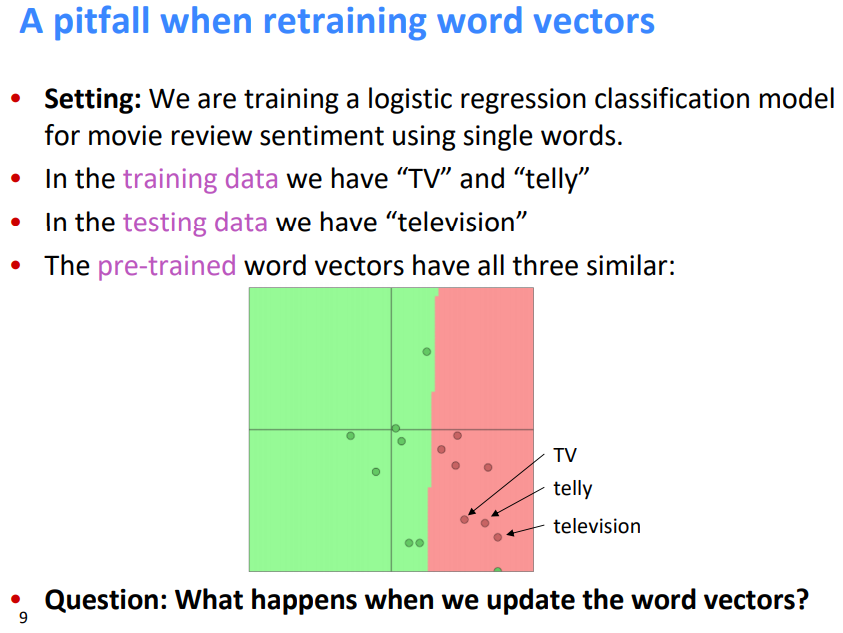 A pitfall when retraining word vectors
• Setting: We are training a logistic regression classification model
for movie review sentiment using single words.
• In the training data we have “TV” and “telly”
• In the testing data we have “television”
• The pre-trained word vectors have all three similar:
TV
telly
television
• Question: What happens when we update the word vectors?
9